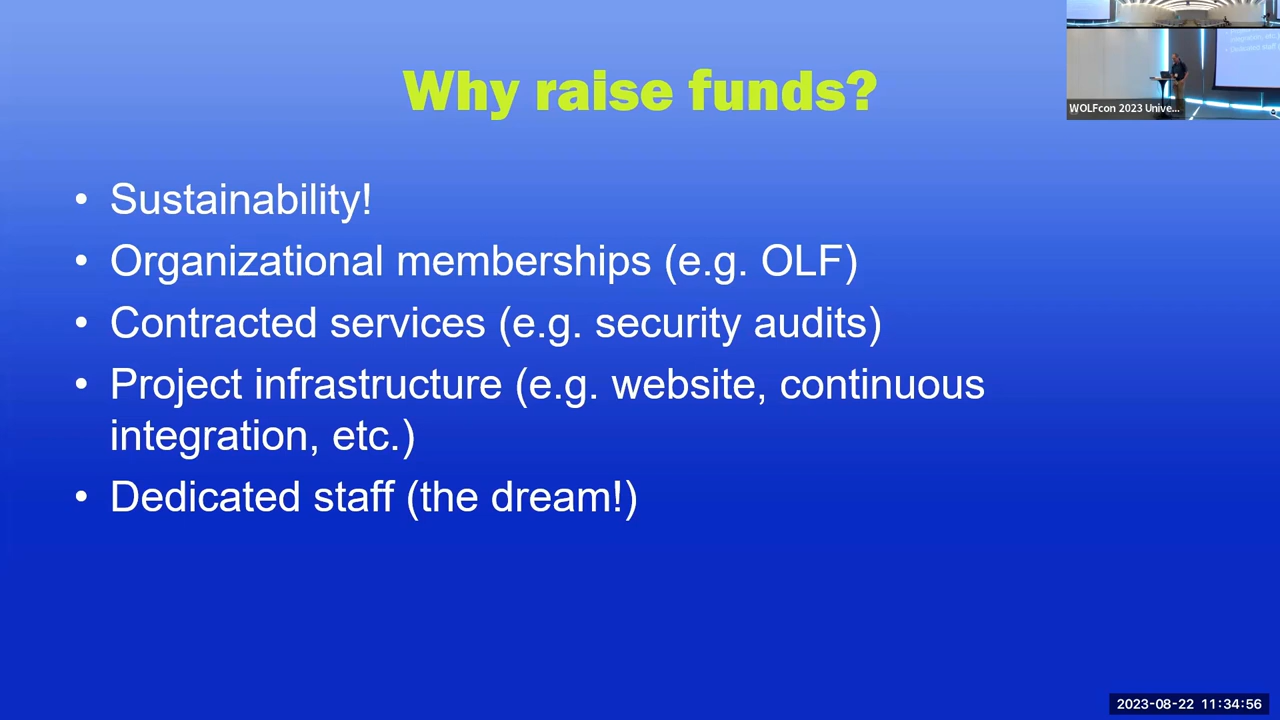 Why raise funds?
• Sustainability!
• Organizational memberships (e.g. OLF)
• Contracted services (e.g. security audits)
• Project infrastructure (e.g. website, continuous
integration, etc.)
• Dedicated staff (the dream!)
WOLFcon 2023 Unive...
2023-08-22 11:34:56